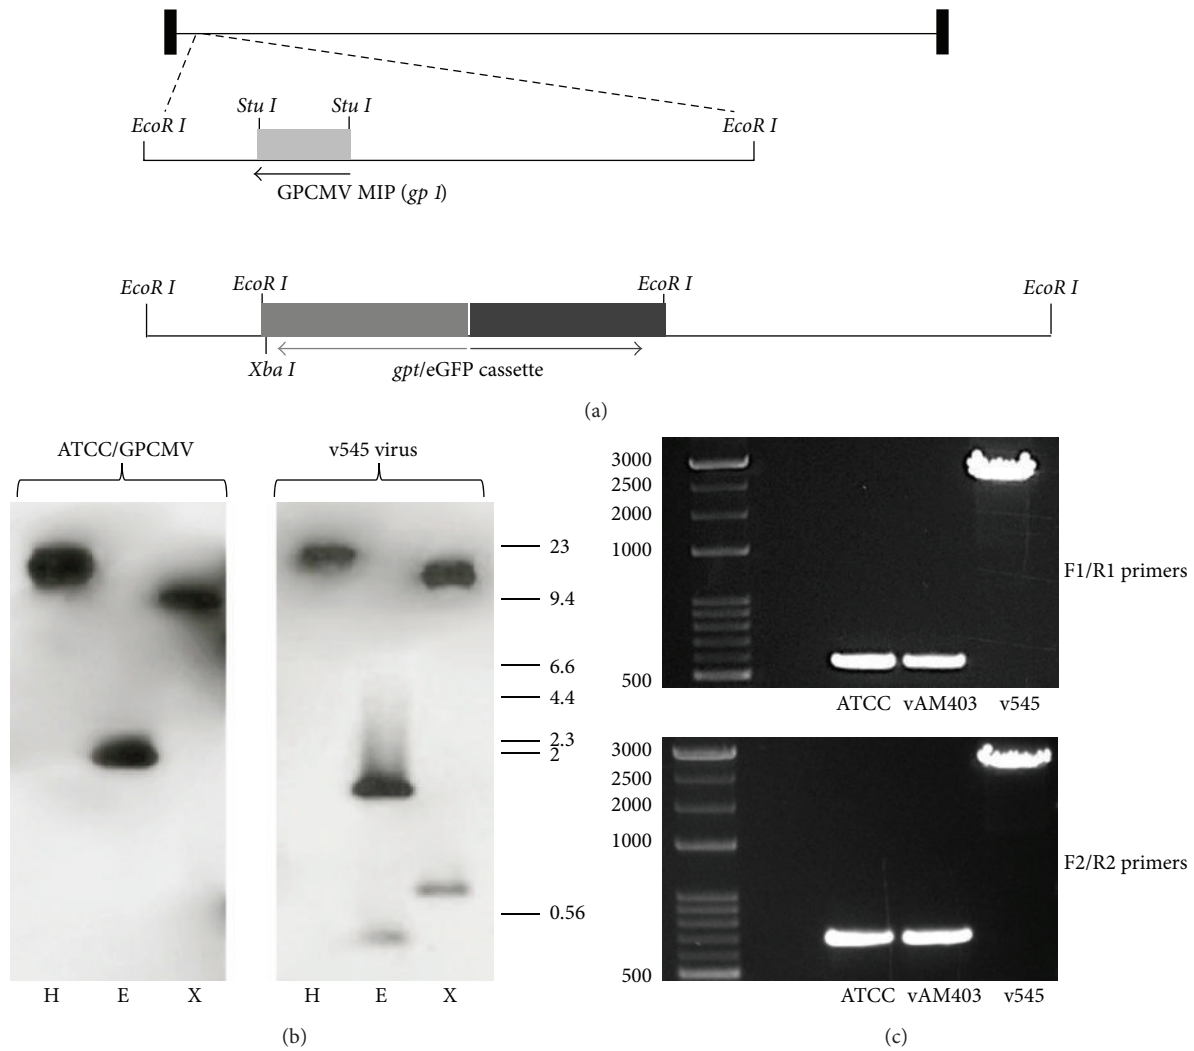 Stu I Stu I
EcoR I EcoR I
GPCMV MIP (gp 1)
EcoR I EcoR I EcoR I EcoR I
Xba I gpt/eGFP cassette
(a)
ATCC/GPCMV v545 virus
23
9.4
6.6
4.4
2.3
2
0.56
H E X H E X
(b)
3000
2500
2000
1000
500
F1/R1 primers
ATCC vAM403 v545
3000
2500
2000
1000
500
F2/R2 primers
ATCC vAM403 v545
(c)